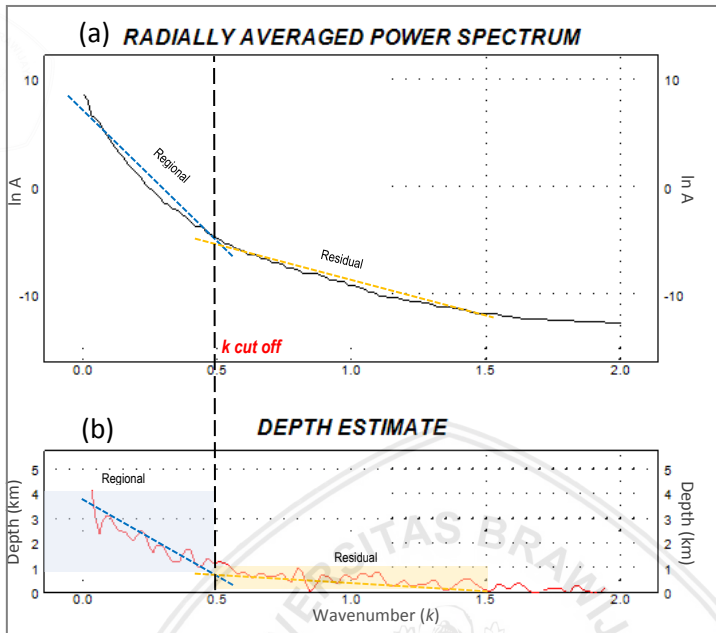 (a) RADIALLY AVERAGED POWER SPECTRUM
10 10
Regional
ln A 0 0 ln A
Residual
-10 -10
k cut off
0.0 0.5 1.0 1.5 2.0
(b) DEPTH ESTIMATE
5 5
Regional
4 4
3 3
Depth (km) Depth (km)
2 2
Residual
1 1
0 0
0.0 0.5 1.0 1.5 2.0
Wavenumber (k)
VERSITAS BRAWIJ